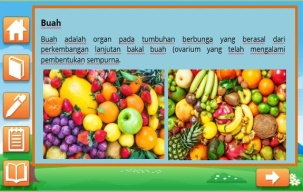 Buah
Buah adalah organ pada tumbuhan berbunga yang berasal dari
perkembangan lanjutan bakal buah (ovarium yang telah mengalami
pembentukan sempurna.